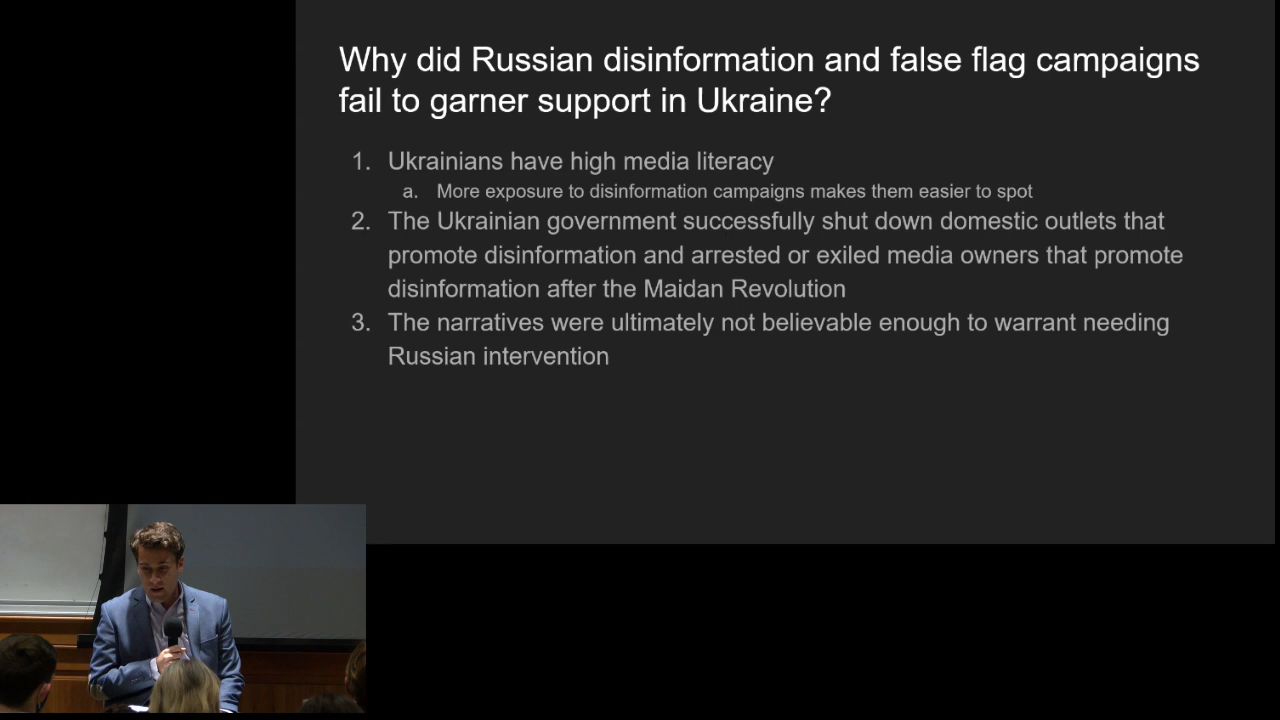 Why did Russian disinformation and false flag campaigns
fail to garner support in Ukraine?
1. Ukrainians have high media literacy
a. More exposure to disinformation campaigns makes them easier to spot
2. The Ukrainian government successfully shut down domestic outlets that
promote disinformation and arrested or exiled media owners that promote
disinformation after the Maidan Revolution
3. The narratives were ultimately not believable enough to warrant needing
Russian intervention